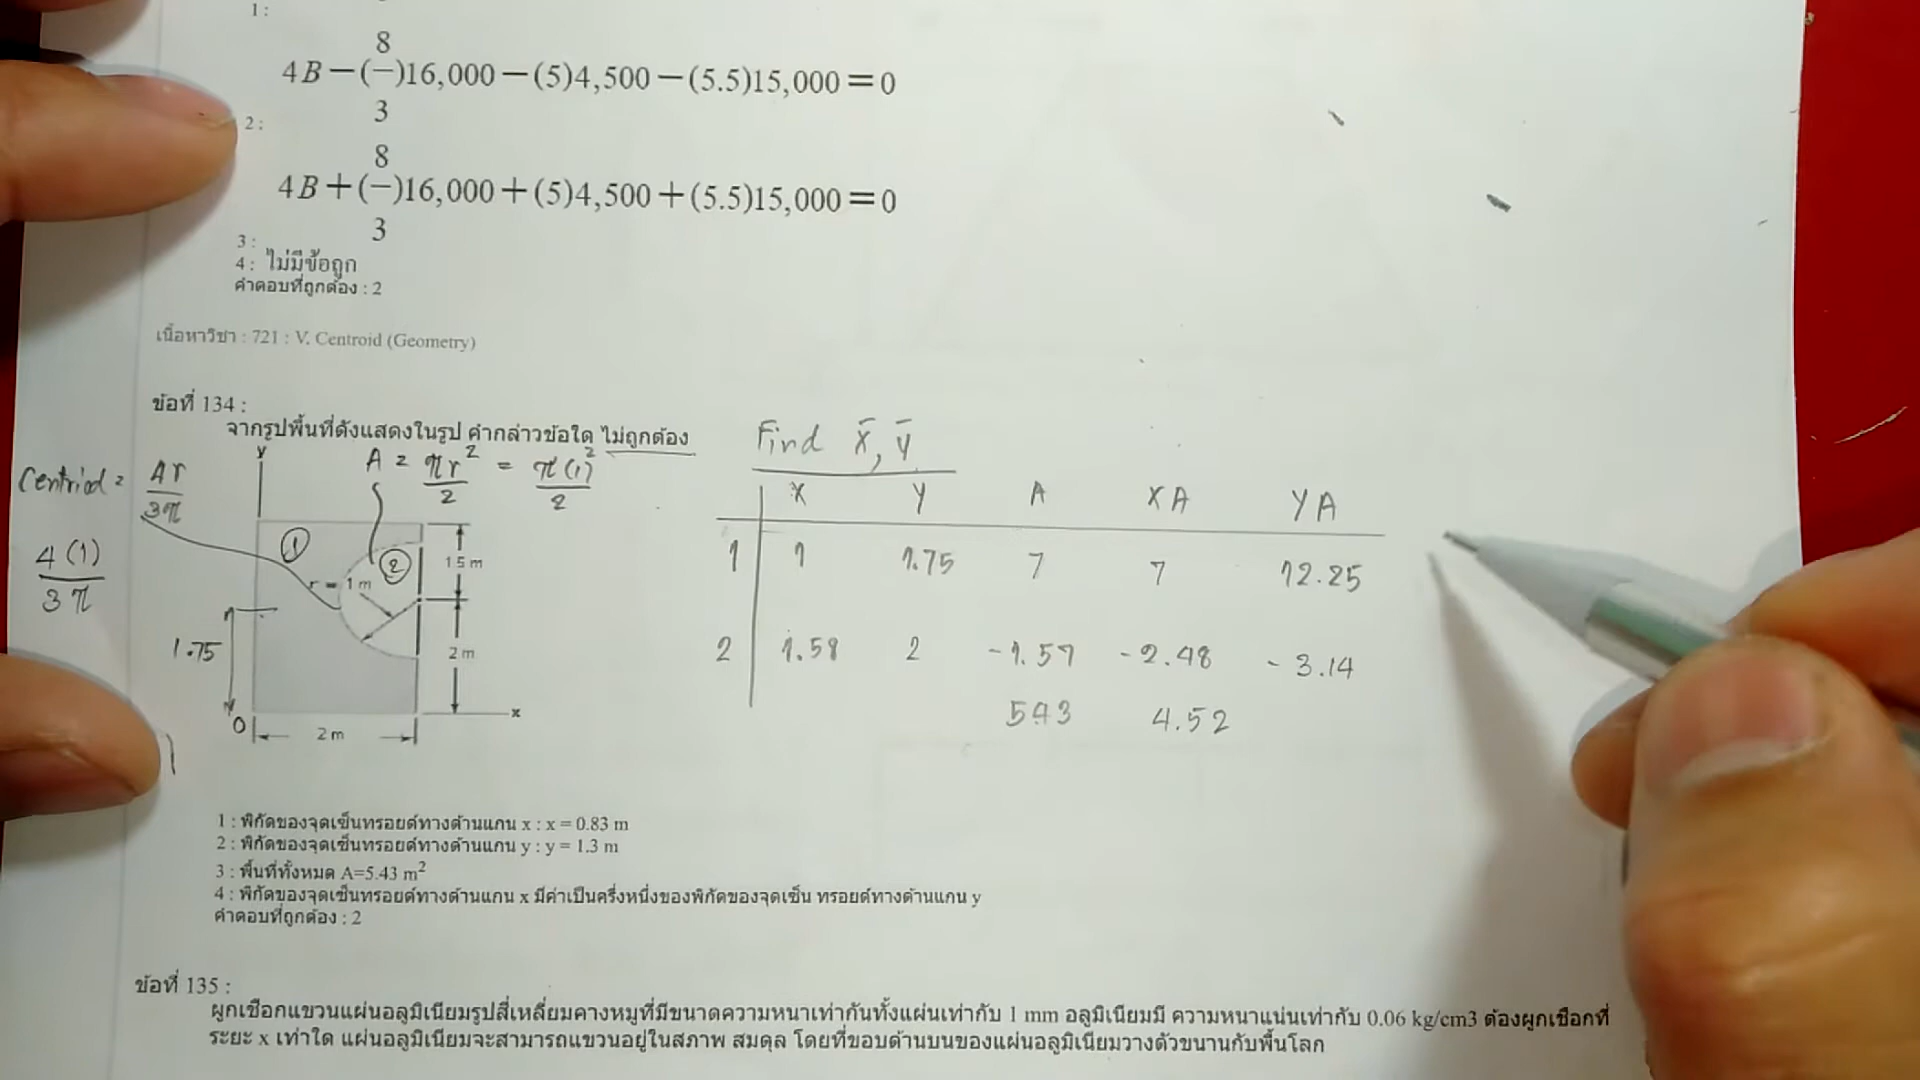 1 :
4B−(8/3)16,000−(5)4,500−(5.5)15,000=0
2 :
4B+(8/3)16,000+(5)4,500+(5.5)15,000=0
3 :
4 : ไม่มีข้อถูก
คำตอบที่ถูกต้อง : 2
เนื้อหาวิชา : 721 : V. Centroid (Geometry)
ข้อที่ 134 :
จากรูปพื้นที่ดังแสดงในรูป คำกล่าวข้อใด ไม่ถูกต้อง
Find x̄, ȳ
Centriod = 4r/3π
4(1)/3π
A = πr²/2 = π(1)²/2
y
1
2
r = 1 m
1.5 m
2 m
1.75
0
2 m
x
X Y A XA YA
1 1 1.75 7 7 12.25
2 1.58 2 -1.57 -2.48 -3.14
5.43 4.52
1 : พิกัดของจุดเซ็นทรอยด์ทางด้านแกน x : x = 0.83 m
2 : พิกัดของจุดเซ็นทรอยด์ทางด้านแกน y : y = 1.3 m
3 : พื้นที่ทั้งหมด A=5.43 m²
4 : พิกัดของจุดเซ็นทรอยด์ทางด้านแกน x มีค่าเป็นครึ่งหนึ่งของพิกัดของจุดเซ็น ทรอยด์ทางด้านแกน y
คำตอบที่ถูกต้อง : 2
ข้อที่ 135 :
ผูกเชือกแขวนแผ่นอลูมิเนียมรูปสี่เหลี่ยมคางหมูที่มีขนาดความหนาเท่ากันทั้งแผ่นเท่ากับ 1 mm อลูมิเนียมมี ความหนาแน่นเท่ากับ 0.06 kg/cm3 ต้องผูกเชือกที่
ระยะ x เท่าใด แผ่นอลูมิเนียมจะสามารถแขวนอยู่ในสภาพ สมดุล โดยที่ขอบด้านบนของแผ่นอลูมิเนียมวางตัวขนานกับพื้นโลก